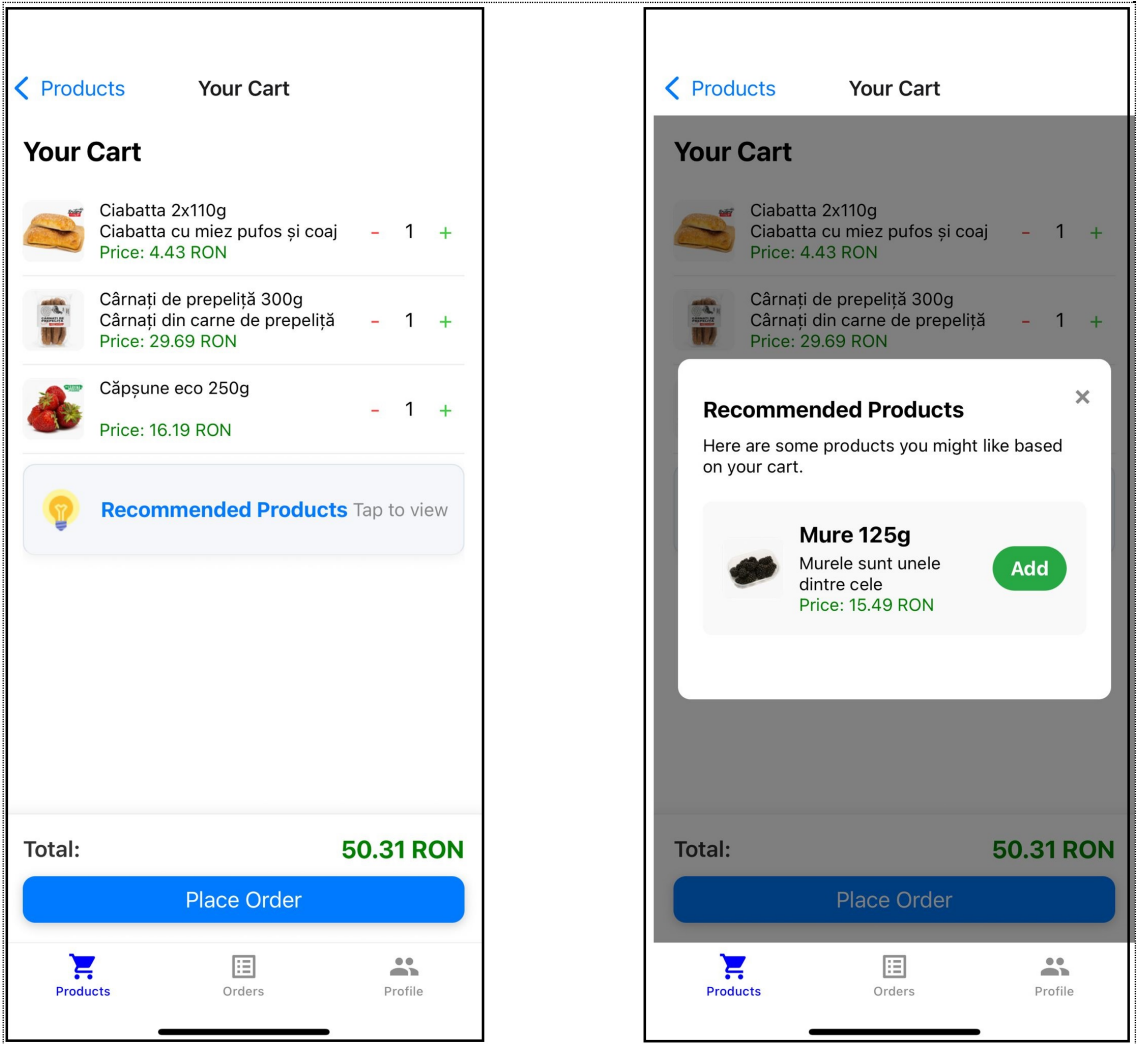 Products
Your Cart
Your Cart
Ciabatta 2x110g
Ciabatta cu miez pufos și coaj
Price: 4.43 RON
- 1 +
Cârnați de prepeliță 300g
Cârnați din carne de prepeliță
Price: 29.69 RON
- 1 +
Căpșune eco 250g
Price: 16.19 RON
- 1 +
Recommended Products Tap to view
Total: 50.31 RON
Place Order
Products
Orders
Profile
Products
Your Cart
Your Cart
Ciabatta 2x110g
Ciabatta cu miez pufos și coaj
Price: 4.43 RON
- 1 +
Cârnați de prepeliță 300g
Cârnați din carne de prepeliță
Price: 29.69 RON
- 1 +
Recommended Products
×
Here are some products you might like based
on your cart.
Mure 125g
Murele sunt unele
dintre cele
Price: 15.49 RON
Add
Total: 50.31 RON
Place Order
Products
Orders
Profile